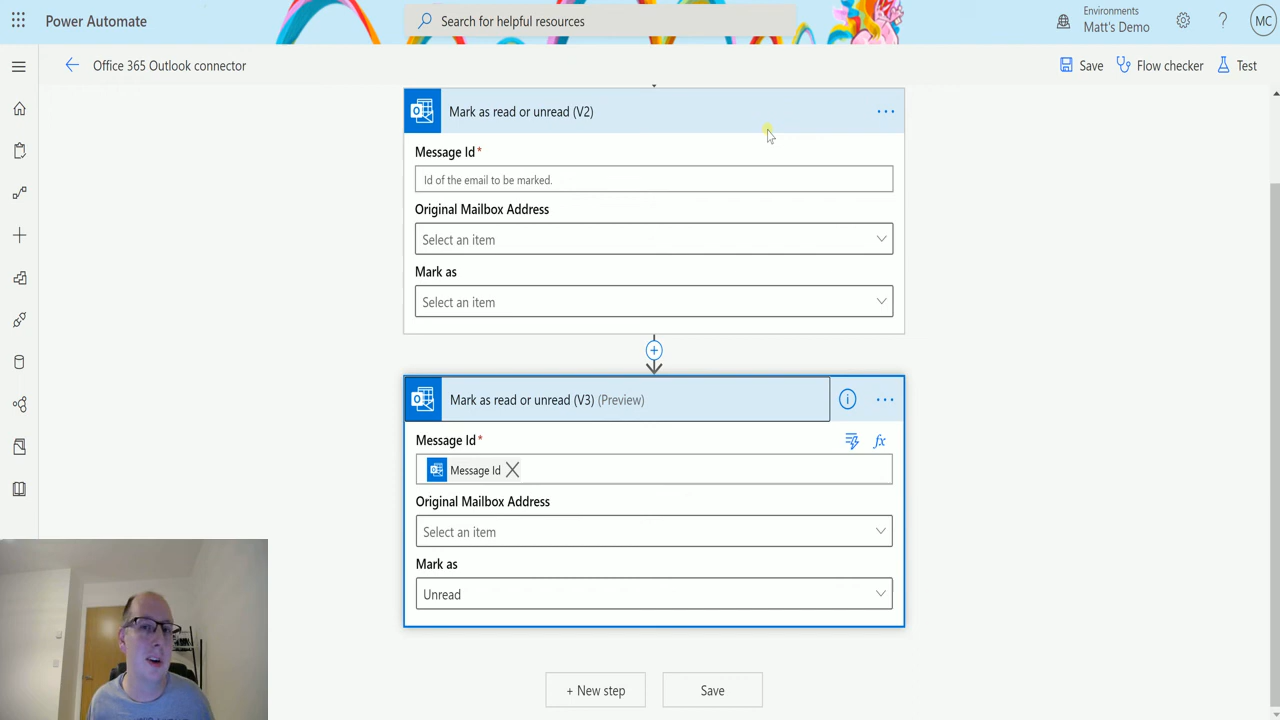 Power Automate
Search for helpful resources
Environments
Matt's Demo
MC
Office 365 Outlook connector
Save
Flow checker
Test
Mark as read or unread (V2)
Message Id*
Id of the email to be marked.
Original Mailbox Address
Select an item
Mark as
Select an item
Mark as read or unread (V3) (Preview)
Message Id*
fx
Message Id
Original Mailbox Address
Select an item
Mark as
Unread
+ New step
Save